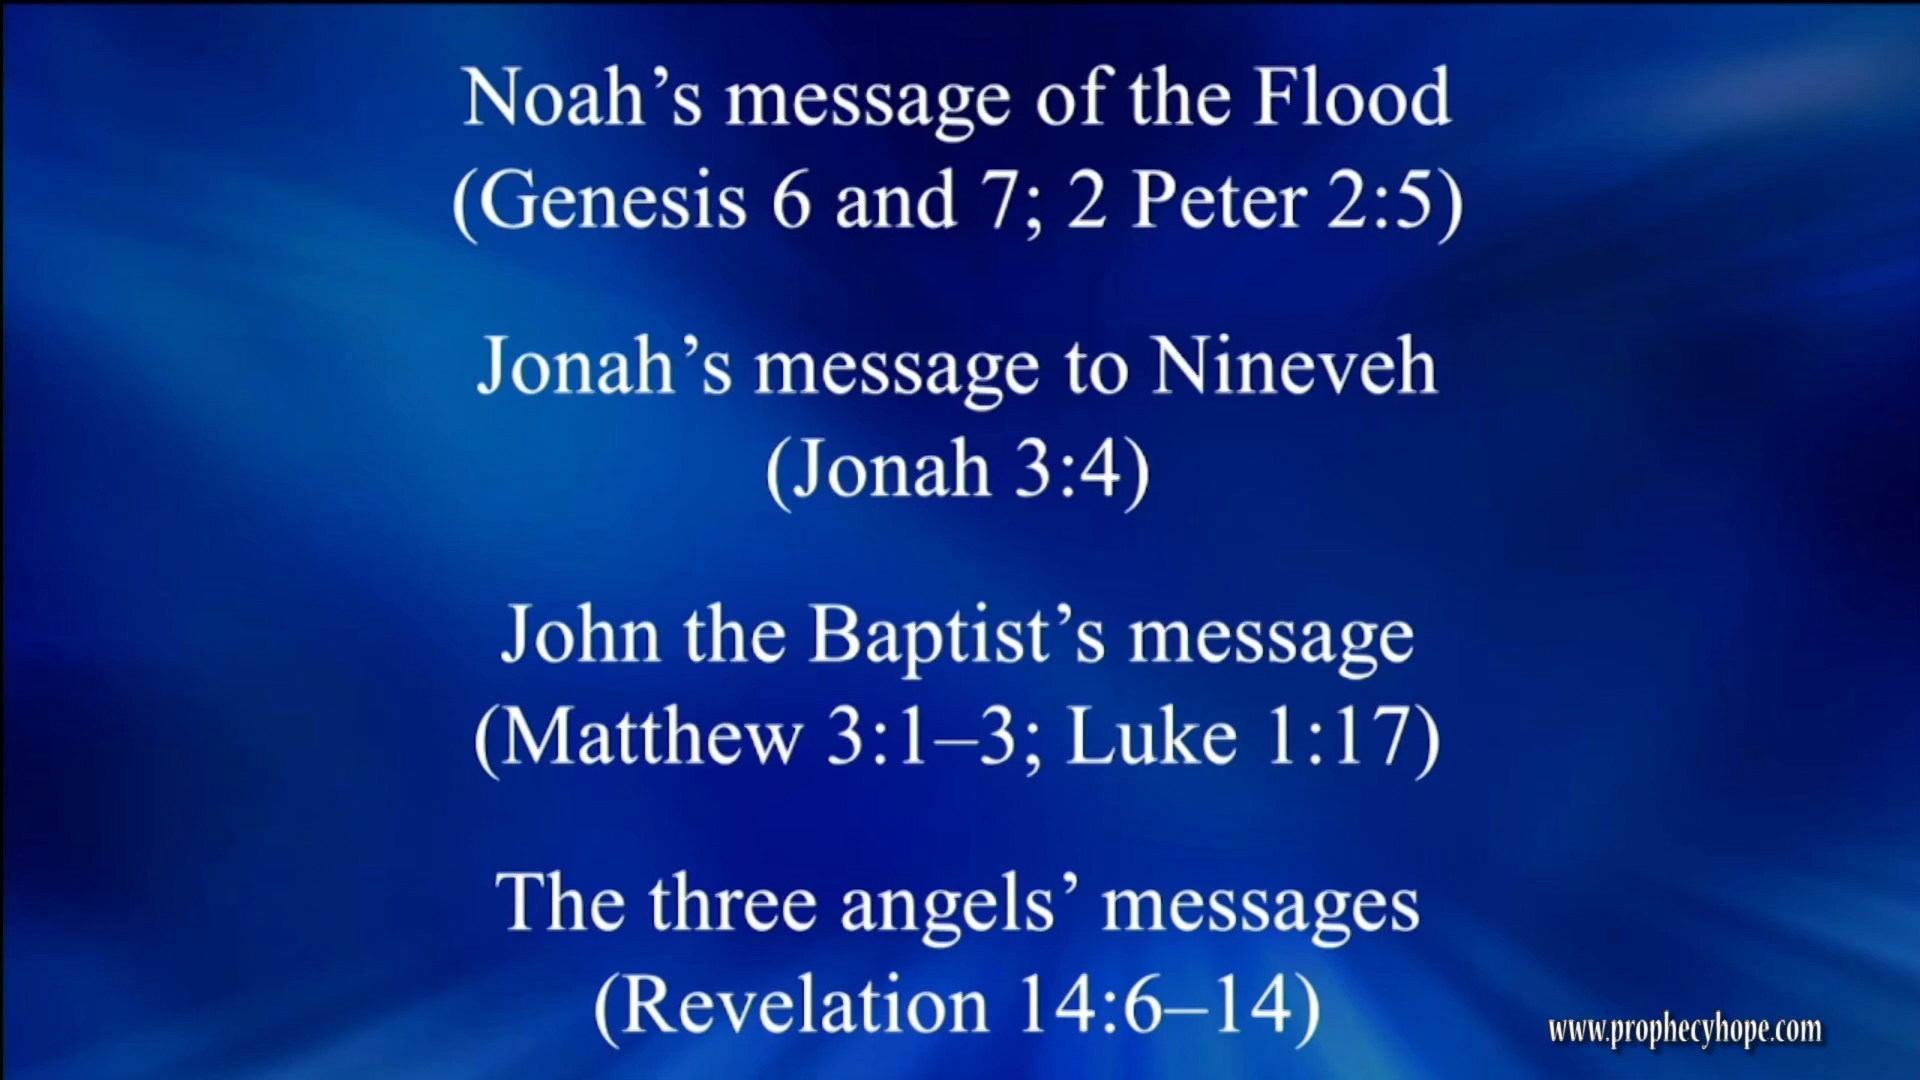 Noah’s message of the Flood
(Genesis 6 and 7; 2 Peter 2:5)
Jonah’s message to Nineveh
(Jonah 3:4)
John the Baptist’s message
(Matthew 3:1–3; Luke 1:17)
The three angels’ messages
(Revelation 14:6–14)
www.prophecyhope.com